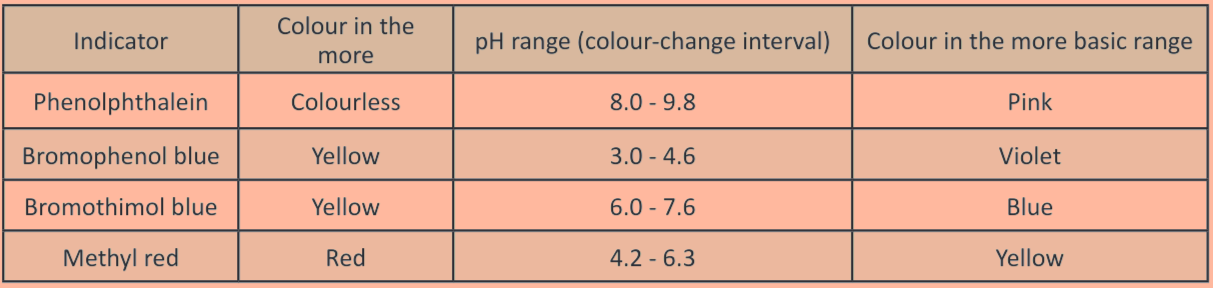 Indicator
Colour in the
more
pH range (colour-change interval)
Colour in the more basic range
Phenolphthalein
Colourless
8.0 - 9.8
Pink
Bromophenol blue
Yellow
3.0 - 4.6
Violet
Bromothimol blue
Yellow
6.0 - 7.6
Blue
Methyl red
Red
4.2 - 6.3
Yellow